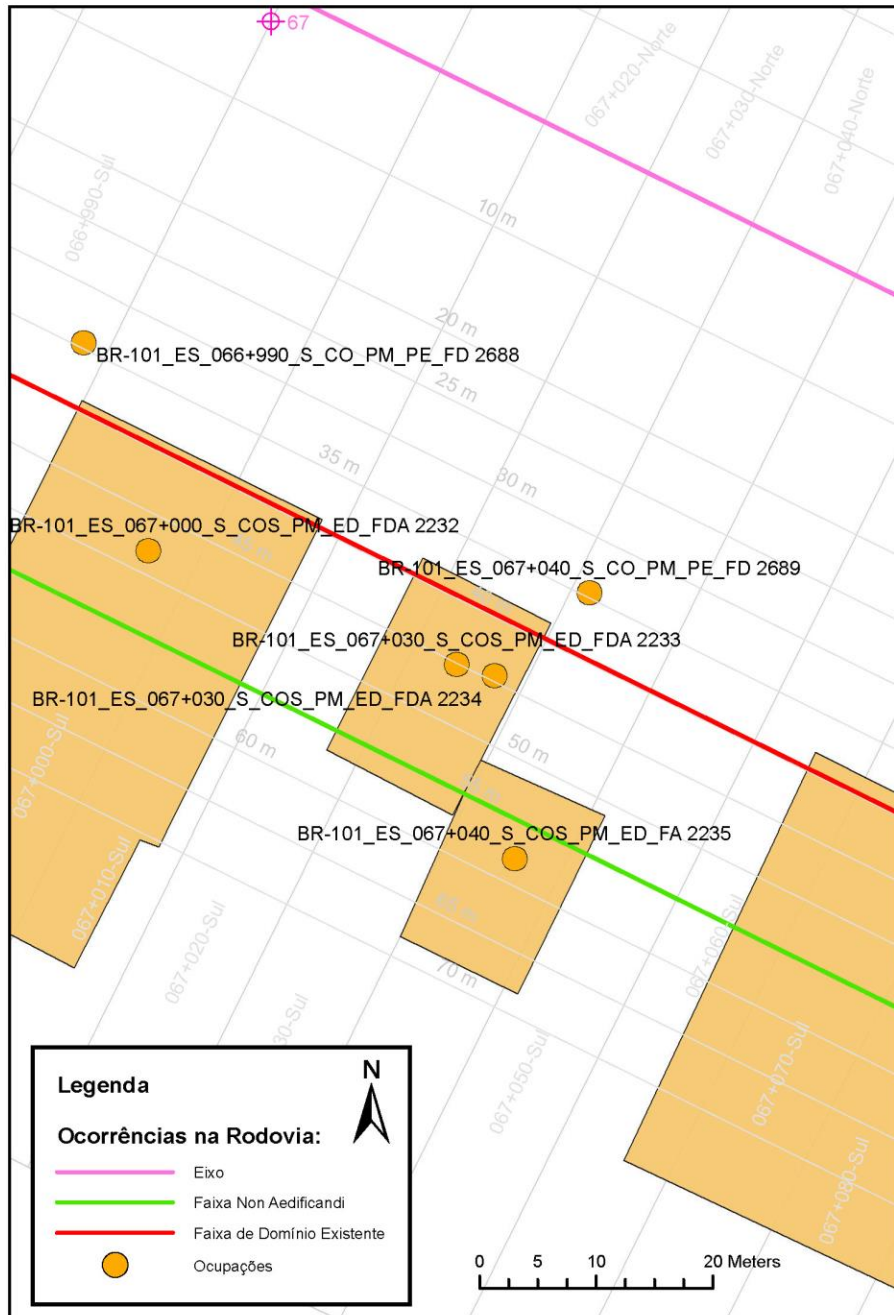 67
067+020-Norte
067+030-Norte
067+040-Norte
066+990-Sul
10 m
20 m
BR-101_ES_066+990_S_CO_PM_PE_FD 2688
25 m
35 m
30 m
BR-101_ES_067+000_S_COS_PM_ED_FDA 2232
BR-101_ES_067+040_S_CO_PM_PE_FD 2689
BR-101_ES_067+030_S_COS_PM_ED_FDA 2233
BR-101_ES_067+030_S_COS_PM_ED_FDA 2234
067+000-Sul
60 m
50 m
BR-101_ES_067+040_S_COS_PM_ED_FA 2235
067+010-Sul
067+020-Sul
70 m
067+060-Sul
30-Sul
067+050-Sul
067+070-Sul
067+080-Sul
Legenda
N
Ocorrências na Rodovia:
Eixo
Faixa Non Aedificandi
Faixa de Domínio Existente
Ocupações
0 5 10 20 Meters